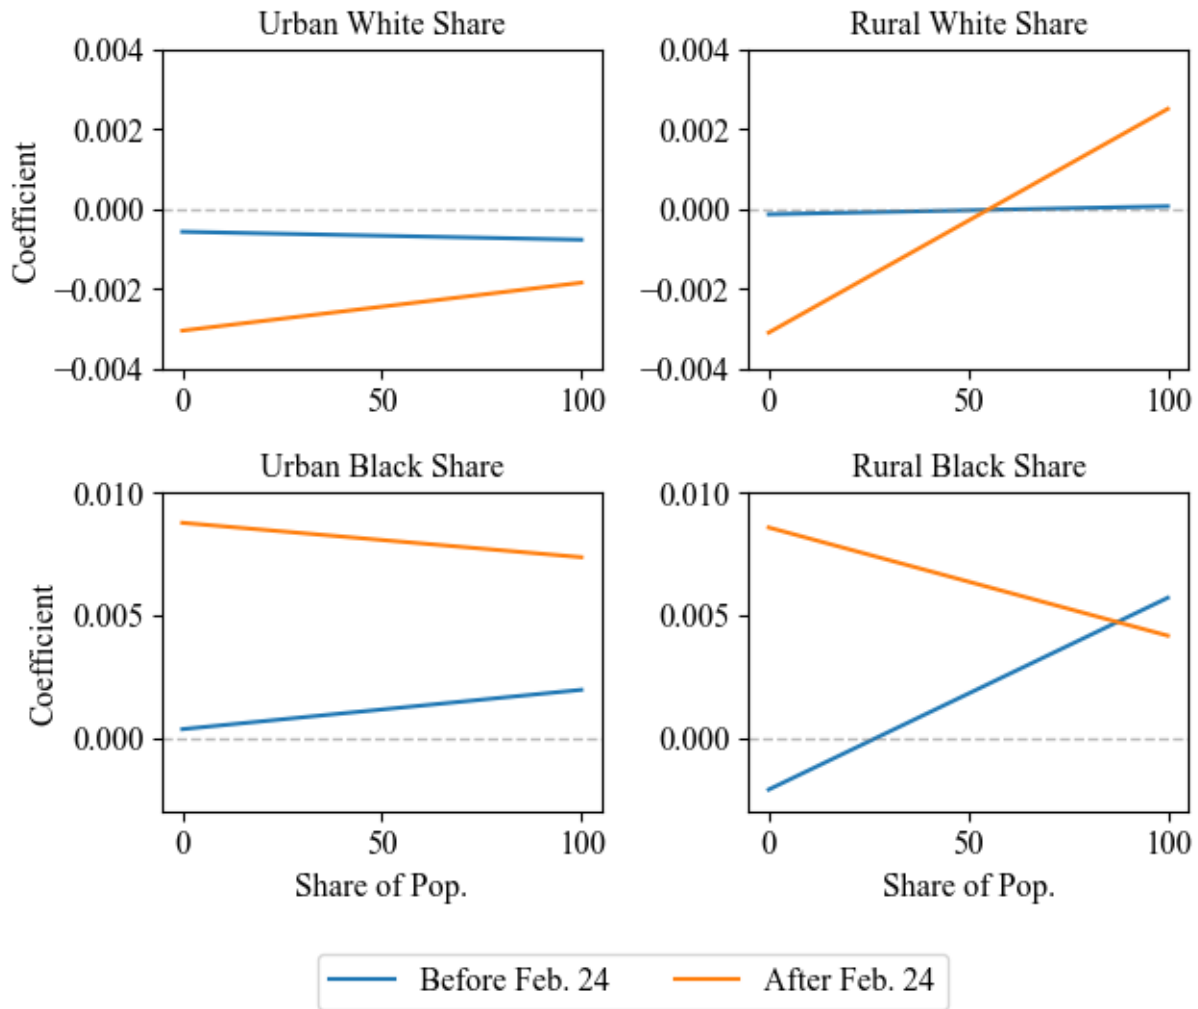 Urban White Share
Rural White Share
0.004
0.002
0.000
−0.002
−0.004
Coefficient
0
50
100
0.004
0.002
0.000
−0.002
−0.004
0
50
100
Urban Black Share
Rural Black Share
0.010
0.005
0.000
Coefficient
0
50
100
Share of Pop.
0.010
0.005
0.000
0
50
100
Share of Pop.
Before Feb. 24
After Feb. 24